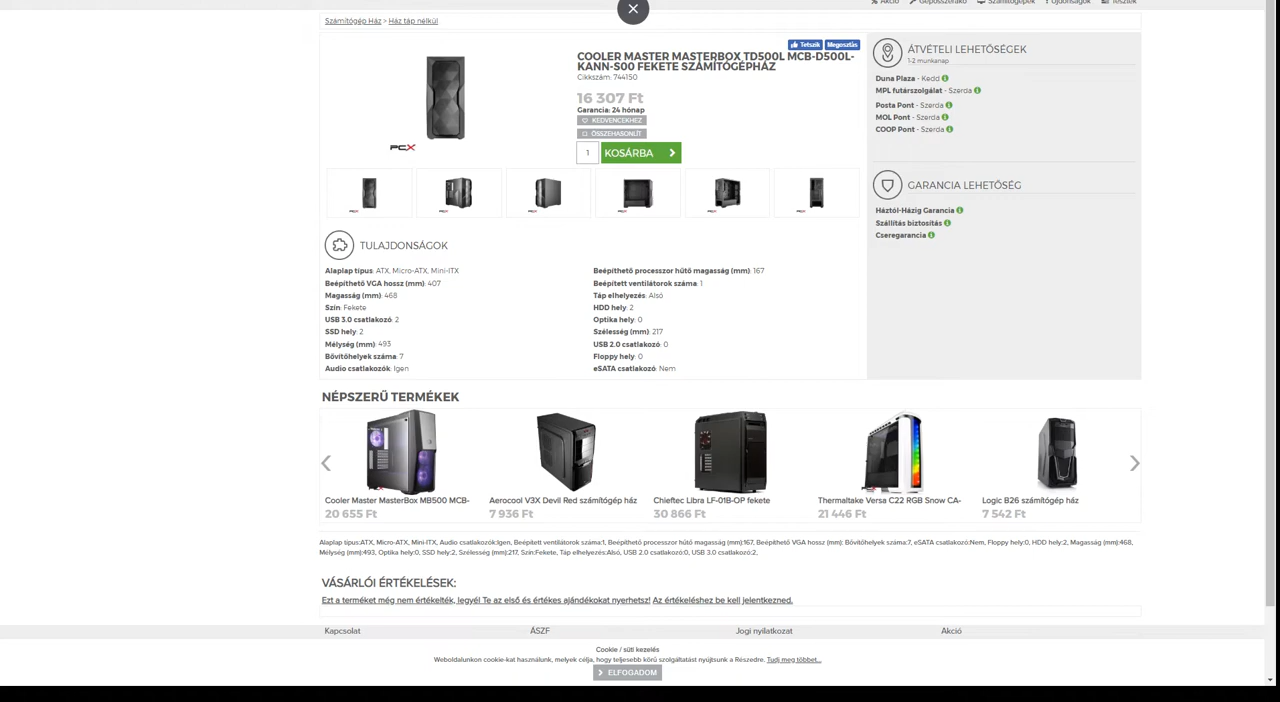 Akció Gépösszerakó Számítógépek ! Újdonságok Tesztek
Számítógép Ház > Ház táp nélkül
Tetszik Megosztás
COOLER MASTER MASTERBOX TD500L MCB-D500L-
KANN-S00 FEKETE SZÁMÍTÓGÉPHÁZ
Cikkszám: 744150
16 307 Ft
Garancia: 24 hónap
KEDVENCEKHEZ
ÖSSZEHASONLÍT
1 KOSÁRBA
PCX
ÁTVÉTELI LEHETŐSÉGEK
1-2 munkanap
Duna Plaza - Kedd
MPL futárszolgálat - Szerda
Posta Pont - Szerda
MOL Pont - Szerda
COOP Pont - Szerda
GARANCIA LEHETŐSÉG
Háztól-Házig Garancia
Szállítás biztosítás
Cseregarancia
TULAJDONSÁGOK
Alaplap típus: ATX, Micro-ATX, Mini-ITX
Beépíthető VGA hossz (mm): 407
Magasság (mm): 468
Szín: Fekete
USB 3.0 csatlakozó: 2
SSD hely: 2
Mélység (mm): 493
Bővítőhelyek száma: 7
Audio csatlakozók: Igen
Beépíthető processzor hűtő magasság (mm): 167
Beépített ventilátorok száma: 1
Táp elhelyezés: Alsó
HDD hely: 2
Optika hely: 0
Szélesség (mm): 217
USB 2.0 csatlakozó: 0
Floppy hely: 0
eSATA csatlakozó: Nem
NÉPSZERŰ TERMÉKEK
Cooler Master MasterBox MB500 MCB-
20 655 Ft
Aerocool V3X Devil Red számítógép ház
7 936 Ft
Chieftec Libra LF-01B-OP fekete
30 866 Ft
Thermaltake Versa C22 RGB Snow CA-
21 446 Ft
Logic B26 számítógép ház
7 542 Ft
Alaplap típus:ATX, Micro-ATX, Mini-ITX, Audio csatlakozók:Igen, Beépített ventilátorok száma:1, Beépíthető processzor hűtő magasság (mm):167, Beépíthető VGA hossz (mm): Bővítőhelyek száma:7, eSATA csatlakozó:Nem, Floppy hely:0, HDD hely:2, Magasság (mm):468,
Mélység (mm):493, Optika hely:0, SSD hely:2, Szélesség (mm):217, Szín:Fekete, Táp elhelyezés:Alsó, USB 2.0 csatlakozó:0, USB 3.0 csatlakozó:2,
VÁSÁRLÓI ÉRTÉKELÉSEK:
Ezt a terméket még nem értékelték, legyél Te az első és értékes ajándékokat nyerhetsz! Az értékeléshez be kell jelentkezned.
Kapcsolat ÁSZF Jogi nyilatkozat Akció
Cookie / süti kezelés
Weboldalunkon cookie-kat használunk, melyek célja, hogy teljesebb körű szolgáltatást nyújtsunk a Részedre. Tudj meg többet...
ELFOGADOM